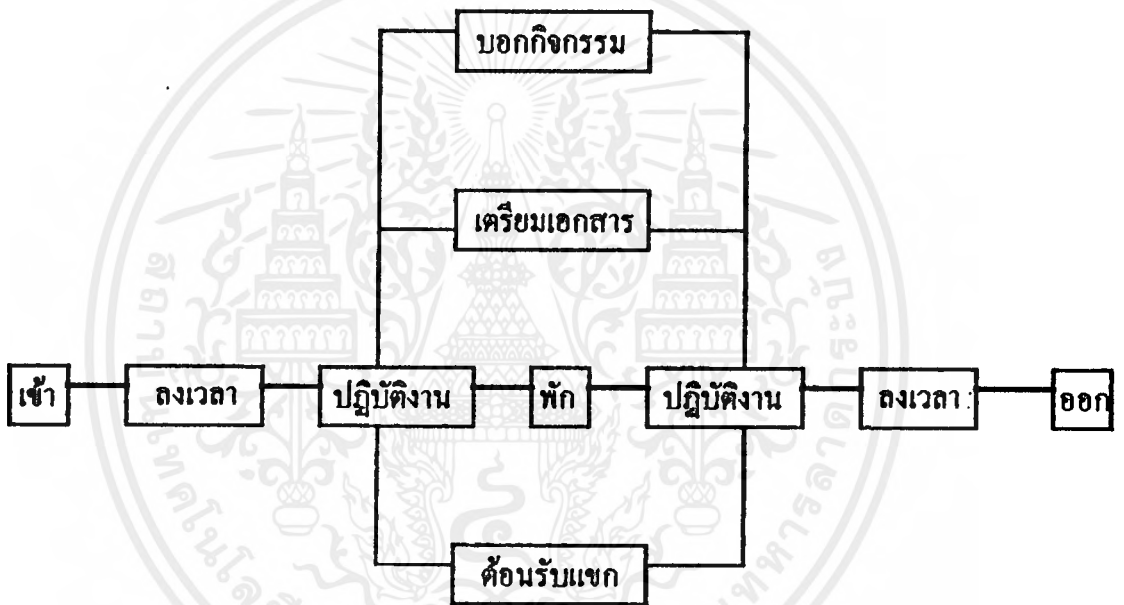 บอกกิจกรรม
เตรียมเอกสาร
เข้า ลงเวลา ปฏิบัติงาน พัก ปฏิบัติงาน ลงเวลา ออก
ต้อนรับแขก